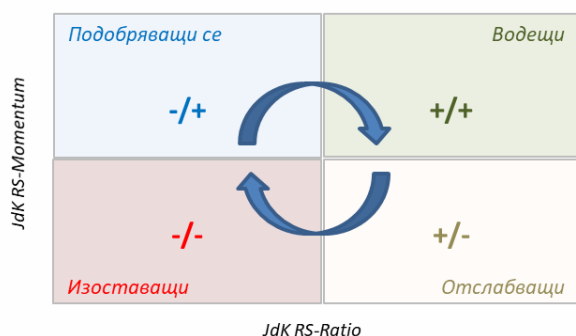 Подобряващи се
Водещи
-/+
+/+
JdK RS-Momentum
-/-
+/-
Изоставащи
Отслабващи
JdK RS-Ratio